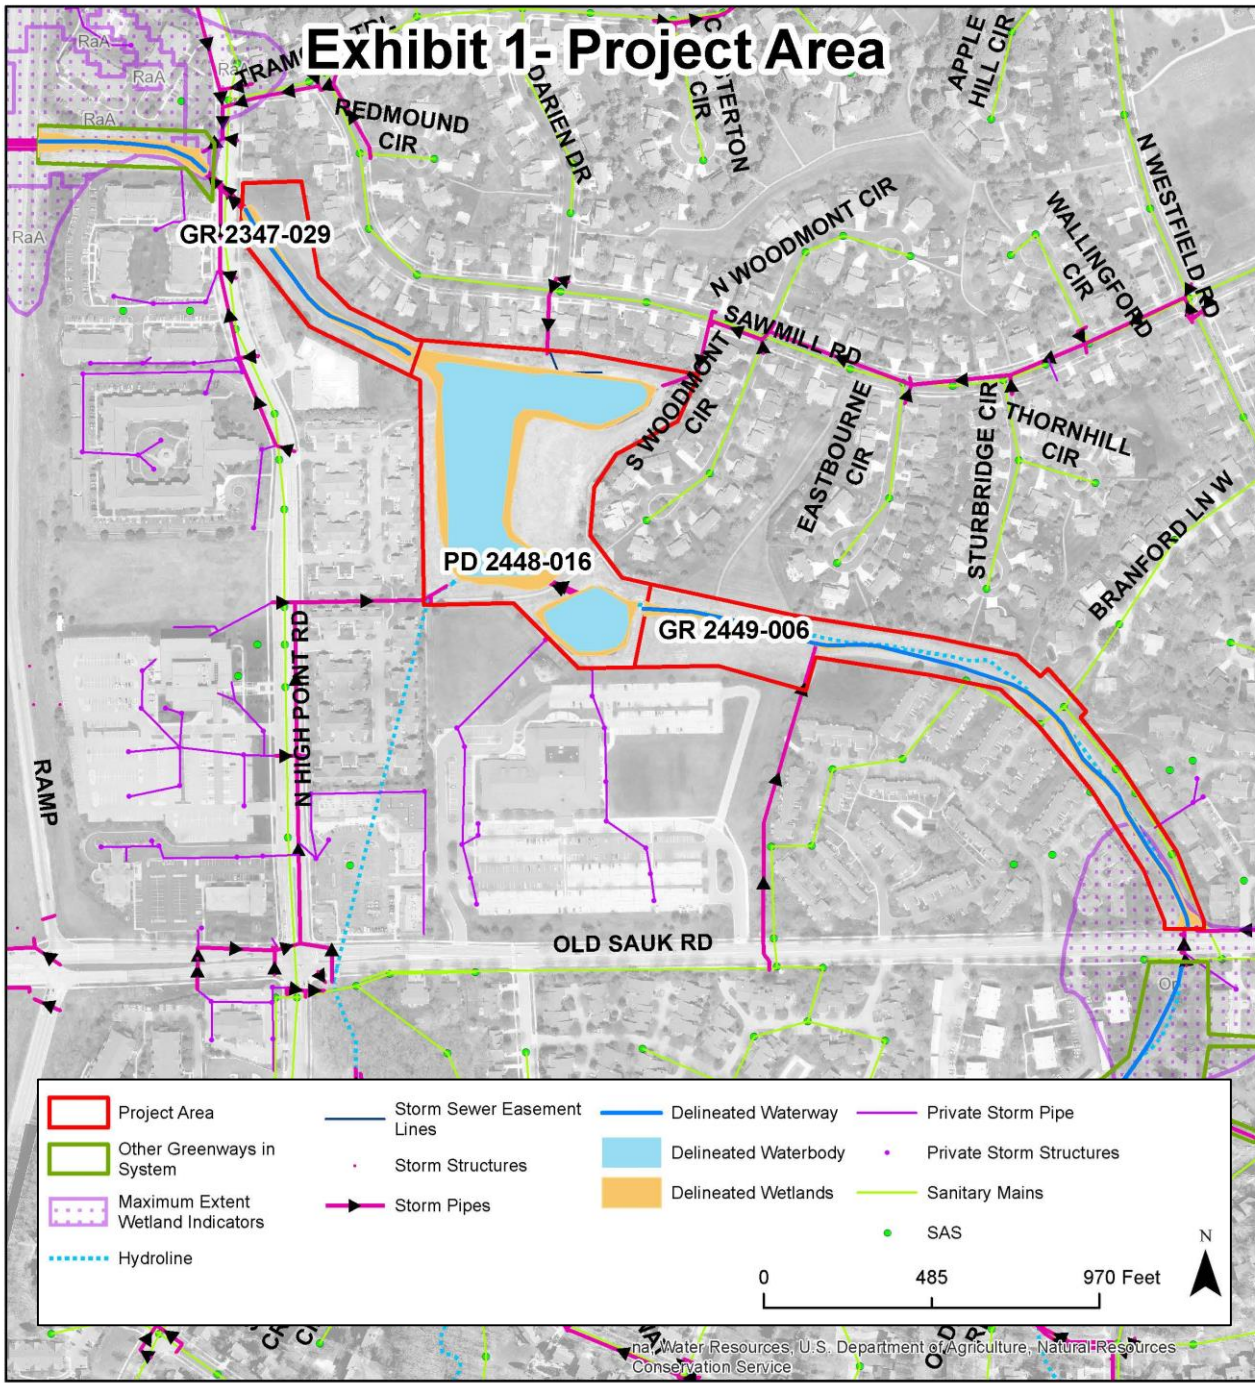 Exhibit 1- Project Area
RaA
RaA
RaA
RaA
RaA
REDMOUND
CIR
DARIEN DR
CIR
APPLE
HILL CIR
N WESTFIELD RD
GR 2347-029
N WOODMONT CIR
WALLINGFORD
CIR
SAWMILL RD
S WOODMONT
CIR
EASTBOURNE
CIR
STURBRIDGE CIR
THORNHILL
CIR
BRANFORD LN W
PD 2448-016
GR 2449-006
N HIGH POINT RD
RAMP
OLD SAUK RD
Project Area
Other Greenways in
System
Maximum Extent
Wetland Indicators
Hydroline
Storm Sewer Easement
Lines
Storm Structures
Storm Pipes
Delineated Waterway
Delineated Waterbody
Delineated Wetlands
Private Storm Pipe
Private Storm Structures
Sanitary Mains
SAS
N
0 485 970 Feet
na, Water Resources, U.S. Department of Agriculture, Natural Resources
Conservation Service